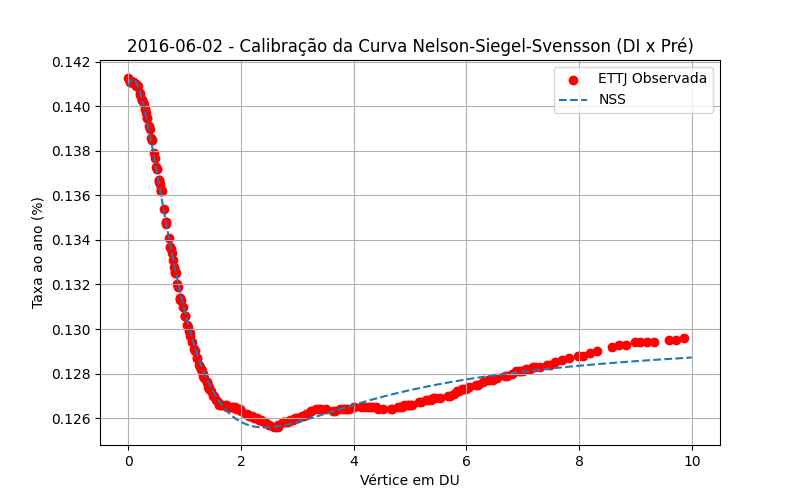 2016-06-02 - Calibração da Curva Nelson-Siegel-Svensson (DI x Pré)
ETTJ Observada
NSS
Taxa ao ano (%)
0.142
0.140
0.138
0.136
0.134
0.132
0.130
0.128
0.126
0 2 4 6 8 10
Vértice em DU